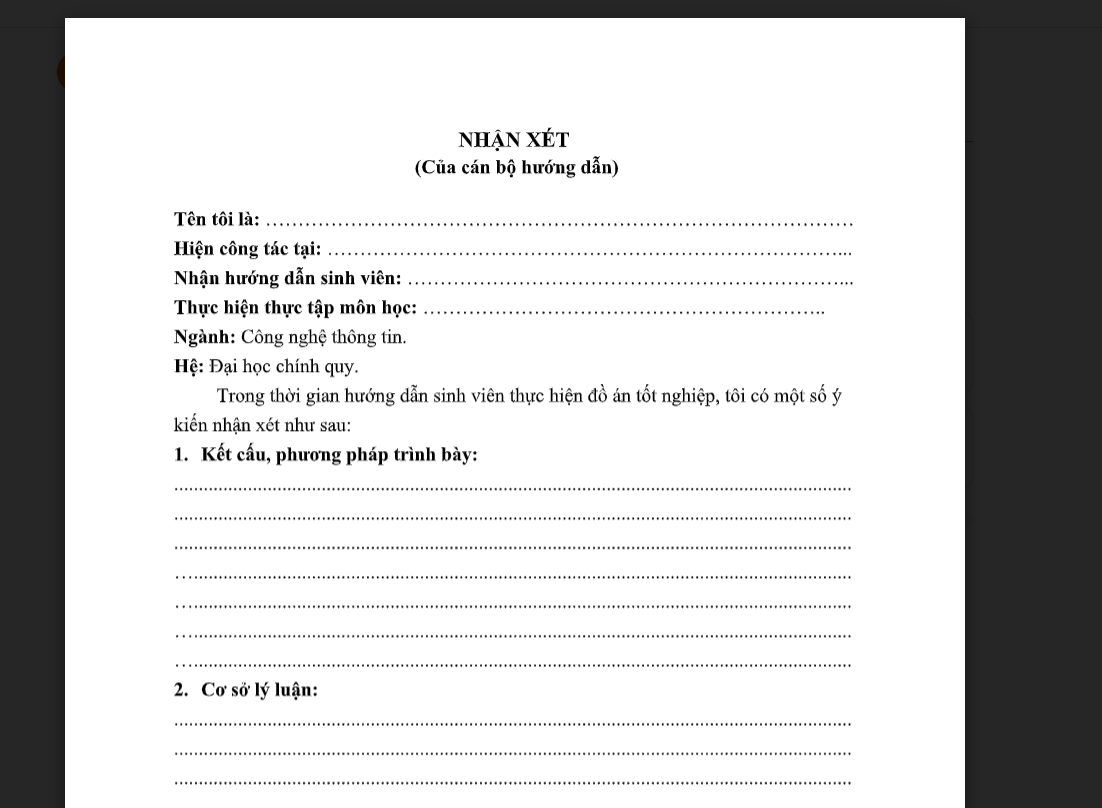 NHẬN XÉT
(Của cán bộ hướng dẫn)
Tên tôi là: ……………………………………………………………………………
Hiện công tác tại: …………………………………………………………………...
Nhận hướng dẫn sinh viên: ………………………………………………………...
Thực hiện thực tập môn học: …………………………………………………..
Ngành: Công nghệ thông tin.
Hệ: Đại học chính quy.
Trong thời gian hướng dẫn sinh viên thực hiện đồ án tốt nghiệp, tôi có một số ý
kiến nhận xét như sau:
1. Kết cấu, phương pháp trình bày:
2. Cơ sở lý luận: